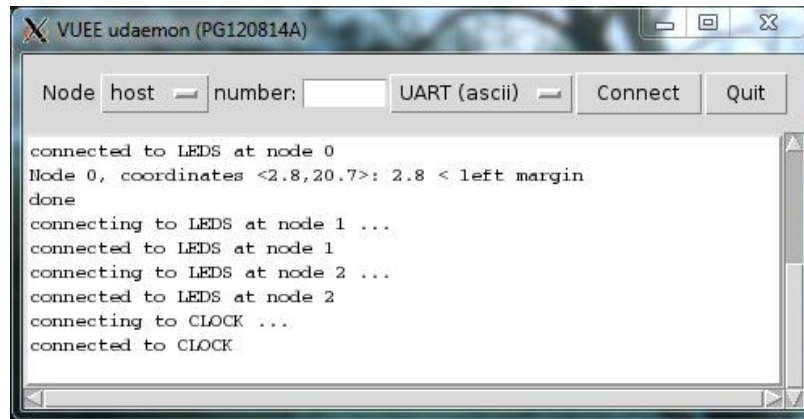 VUEE udaemon (PG120814A)
Node host number: UART (ascii) Connect Quit
connected to LEDS at node 0
Node 0, coordinates <2.8,20.7>: 2.8 < left margin
done
connecting to LEDS at node 1 ...
connected to LEDS at node 1
connecting to LEDS at node 2 ...
connected to LEDS at node 2
connecting to CLOCK ...
connected to CLOCK